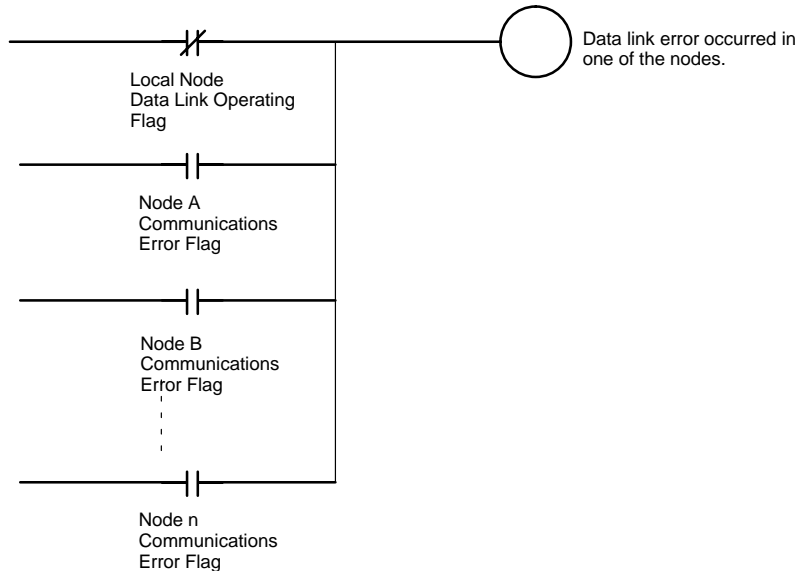 Data link error occurred in
one of the nodes.
Local Node
Data Link Operating
Flag
Node A
Communications
Error Flag
Node B
Communications
Error Flag
Node n
Communications
Error Flag